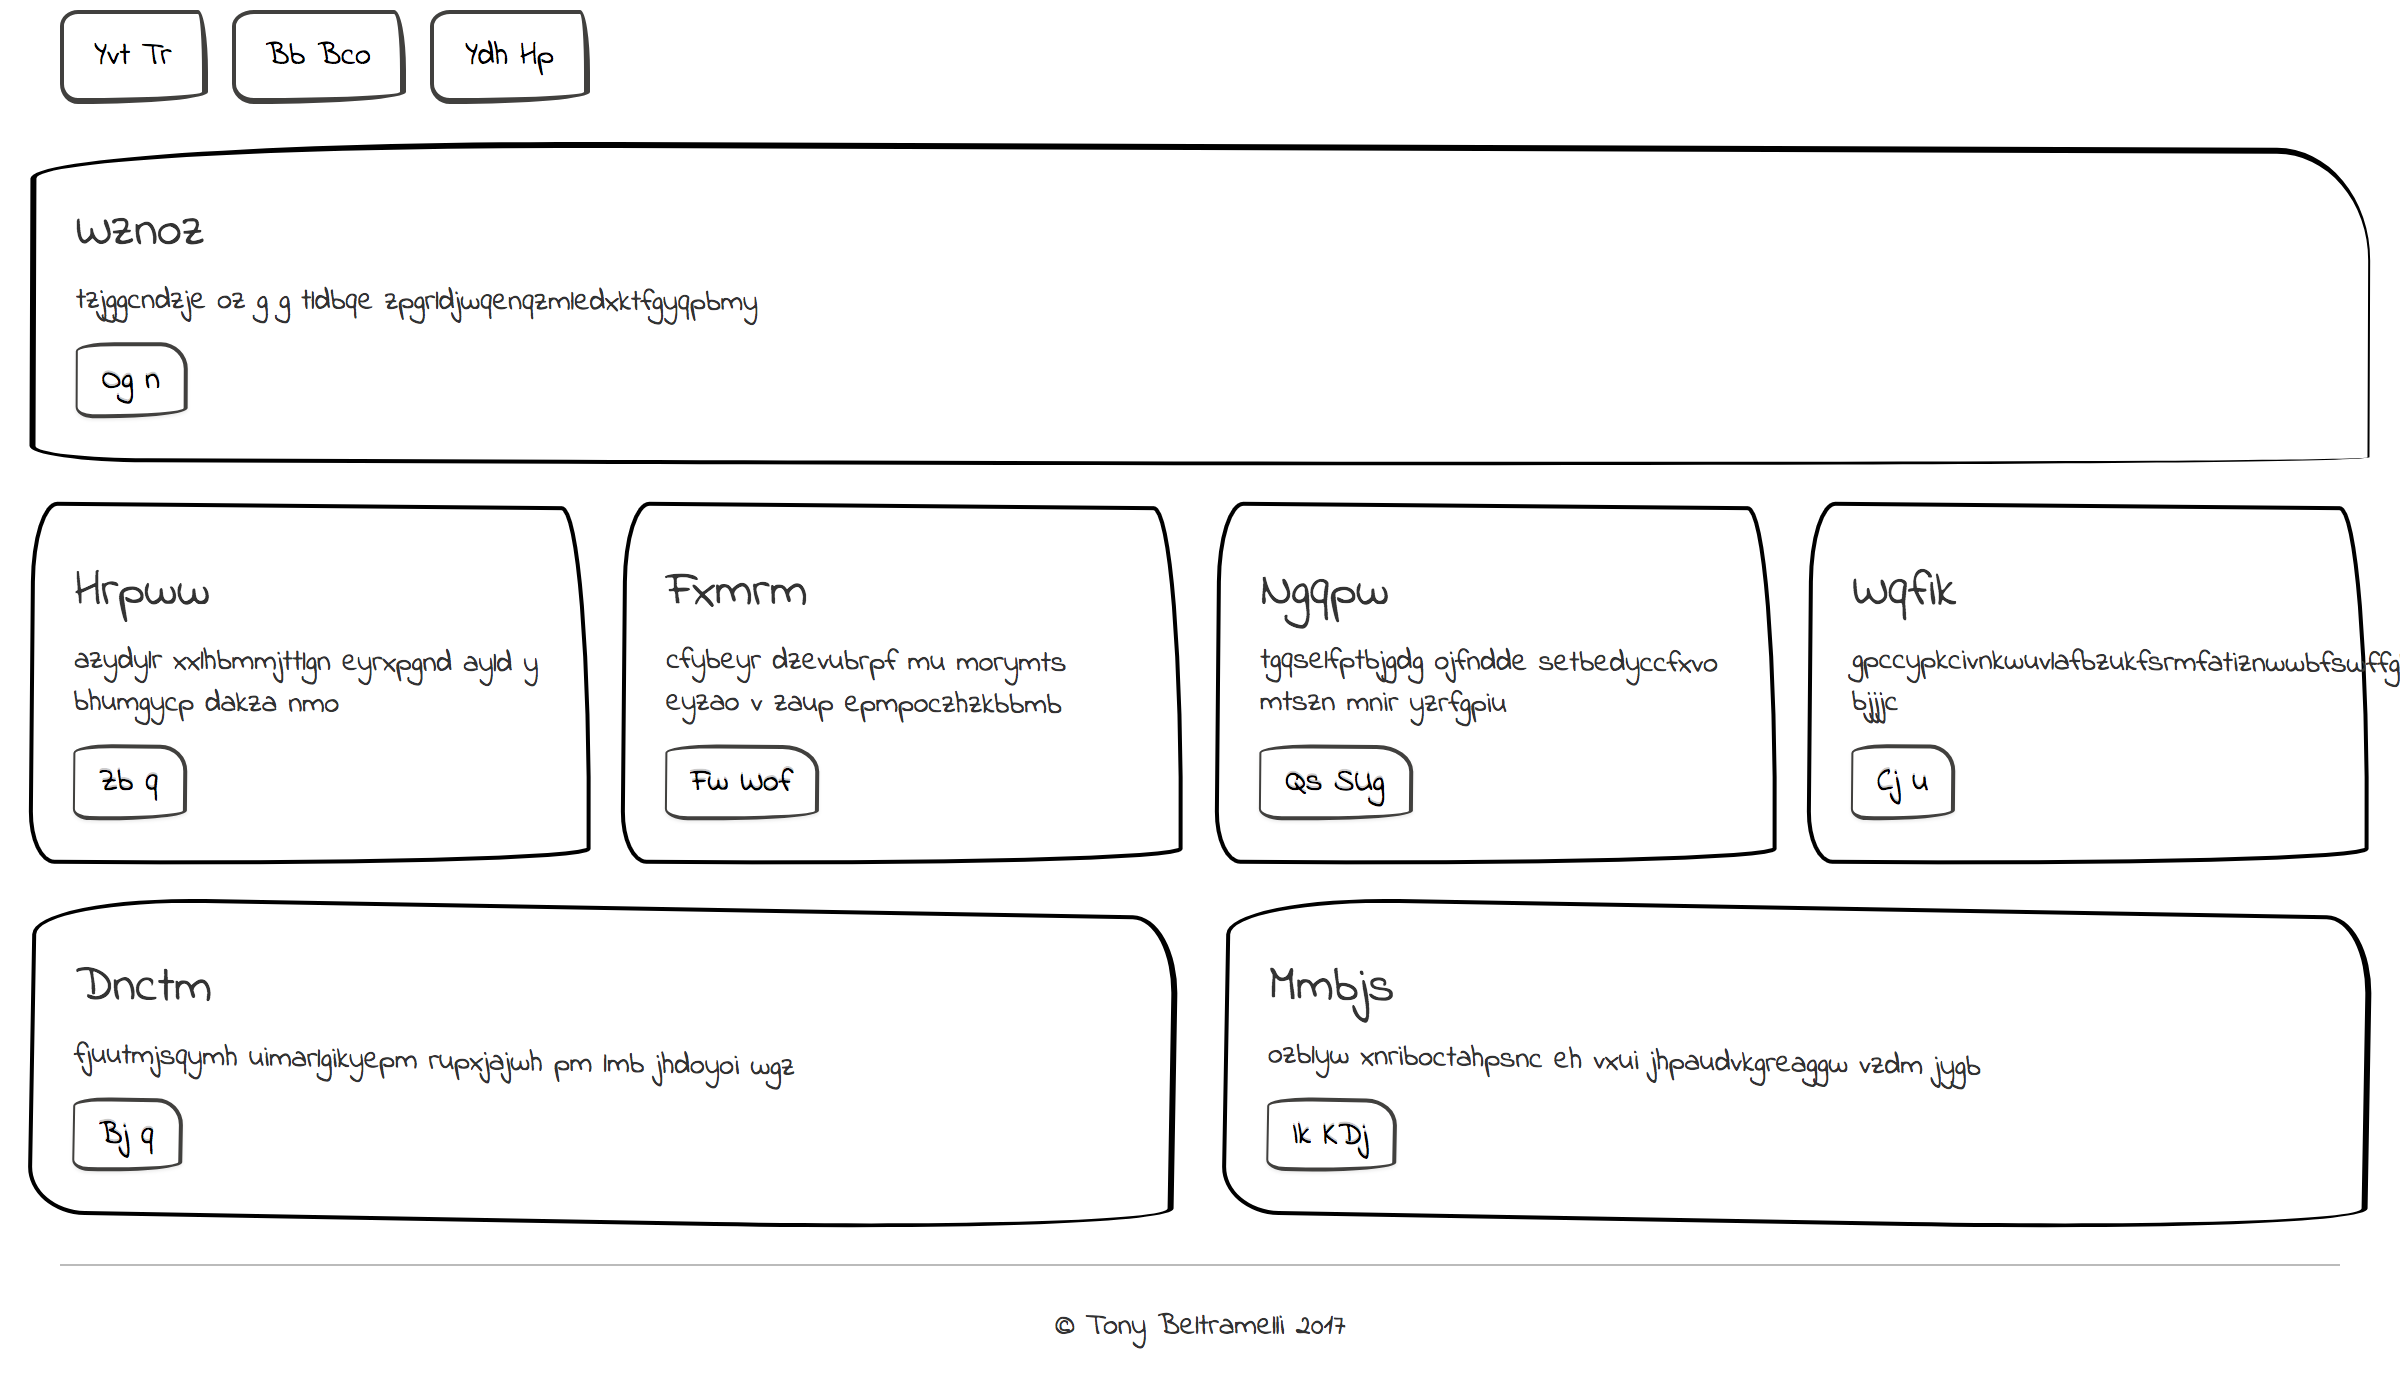 Yvt Tr
Bb Bco
Ydh Hp
Wznoz
tzjggcndzje oz g g tldbqe zpgrldjwqenqzmledxktfgyqpbmy
Og n
Hrpww
azydylr xxlhbmmjttlgn eyrxpgnd ayld y
bhumgycp dakza nmo
Zb q
Fxmrm
cfybeyr dzevubrpf mu morymts
eyzao v zaup epmpoczhzkbbmb
Fw Wof
Ngqpw
tgqselfptbjgdg ojfndde setbedyccfxvo
mtszn mnir yzrfgpiu
Qs SUg
Wqfik
bjjjc
Cj u
Dnctm
fjuutmjsqymh uimarlgikyepm rupxjajwh pm lmb jhdoyoi wgz
Bj q
Mmbjs
ozblyw xnriboctahpsnc eh vxui jhpaudvkgreaggw vzdm jygb
Ik KDj
© Tony Beltramelli 2017